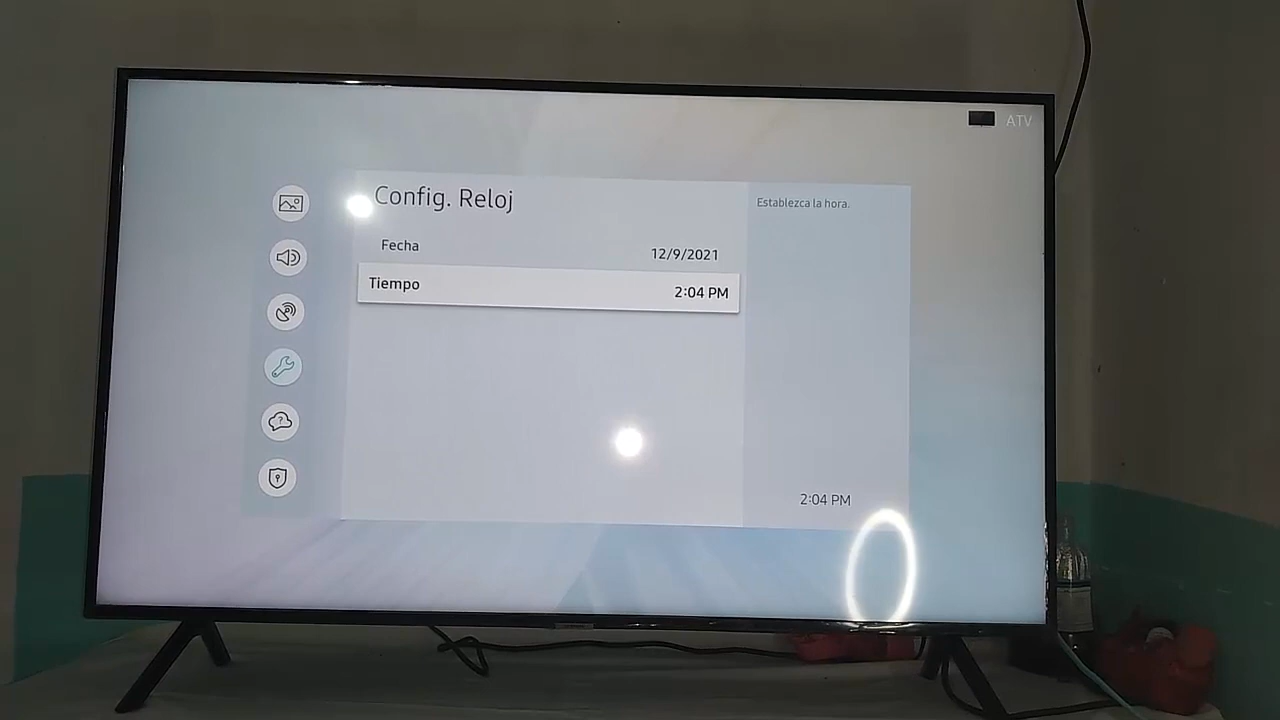 ATV
Config. Reloj
Establezca la hora.
Fecha 12/9/2021
Tiempo 2:04 PM
2:04 PM